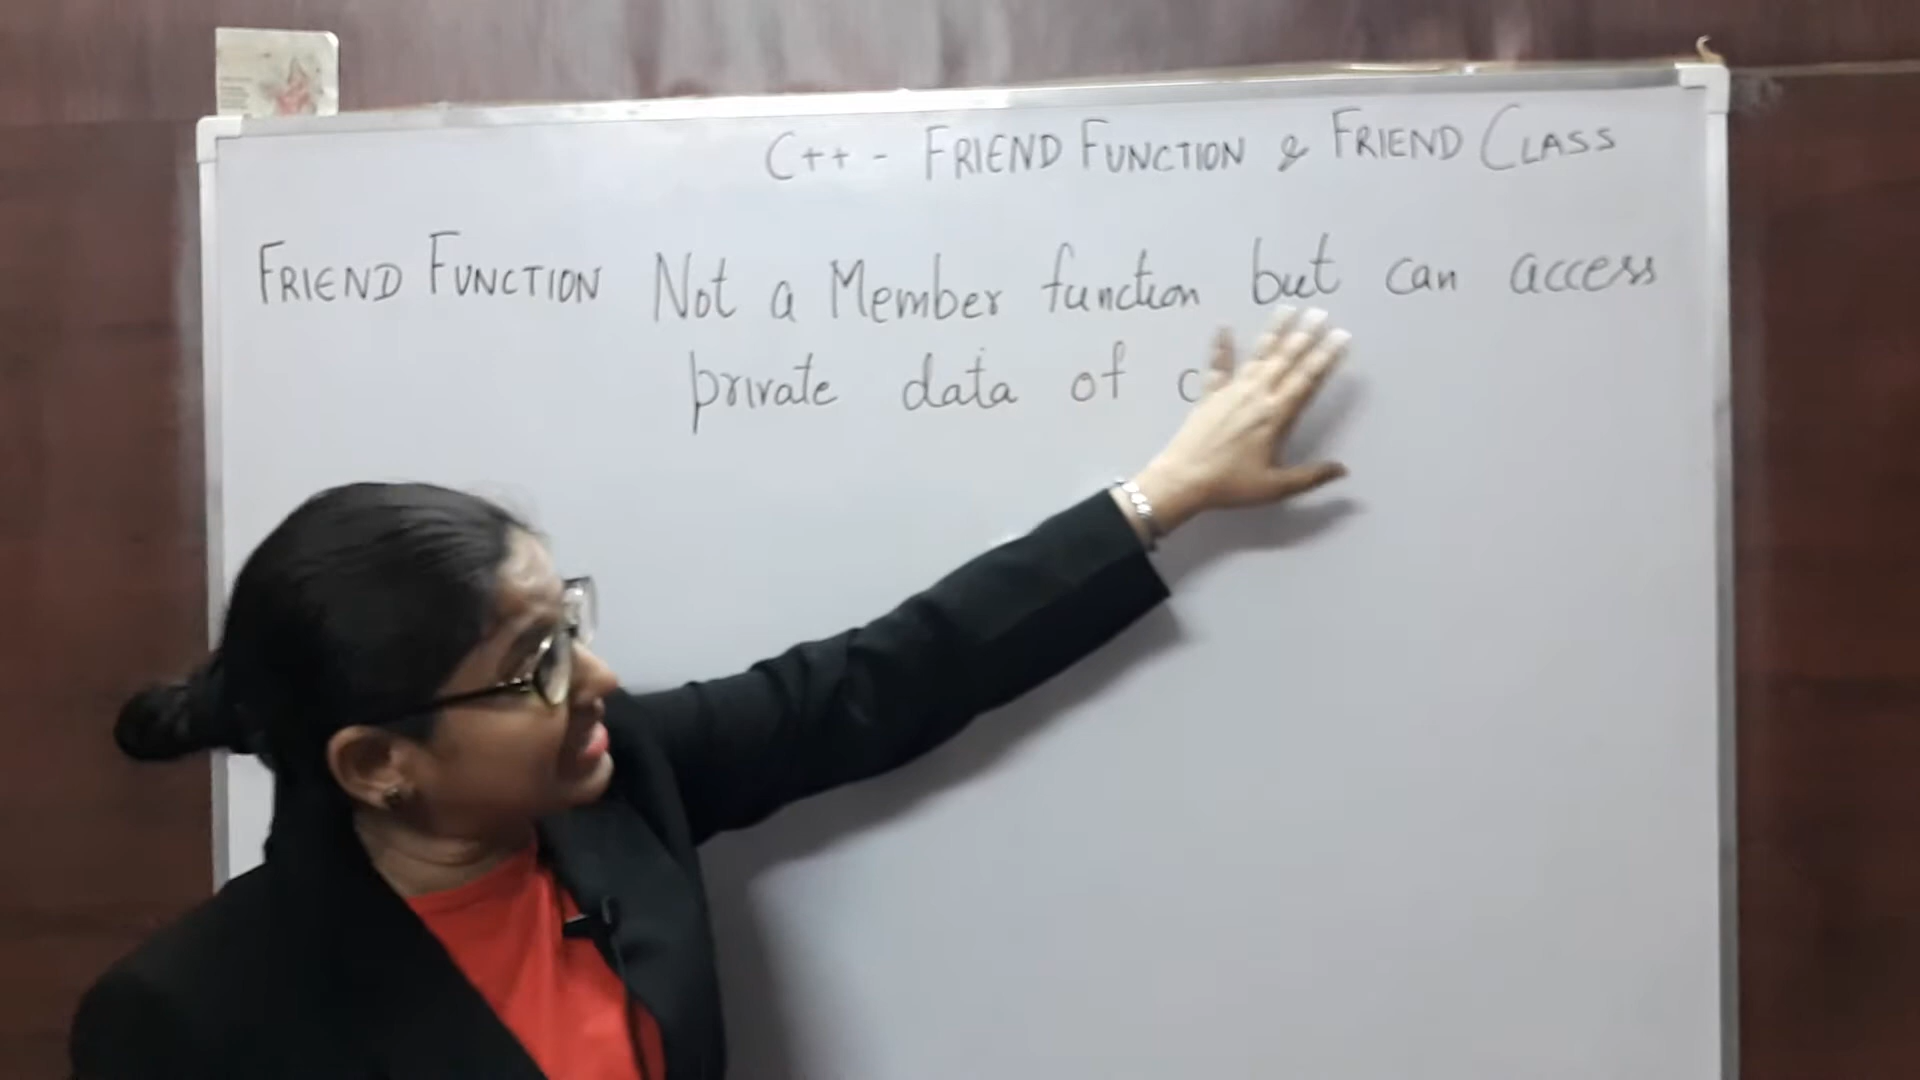 C++ - FRIEND FUNCTION & FRIEND CLASS
FRIEND FUNCTION Not a Member function but can access
private data of